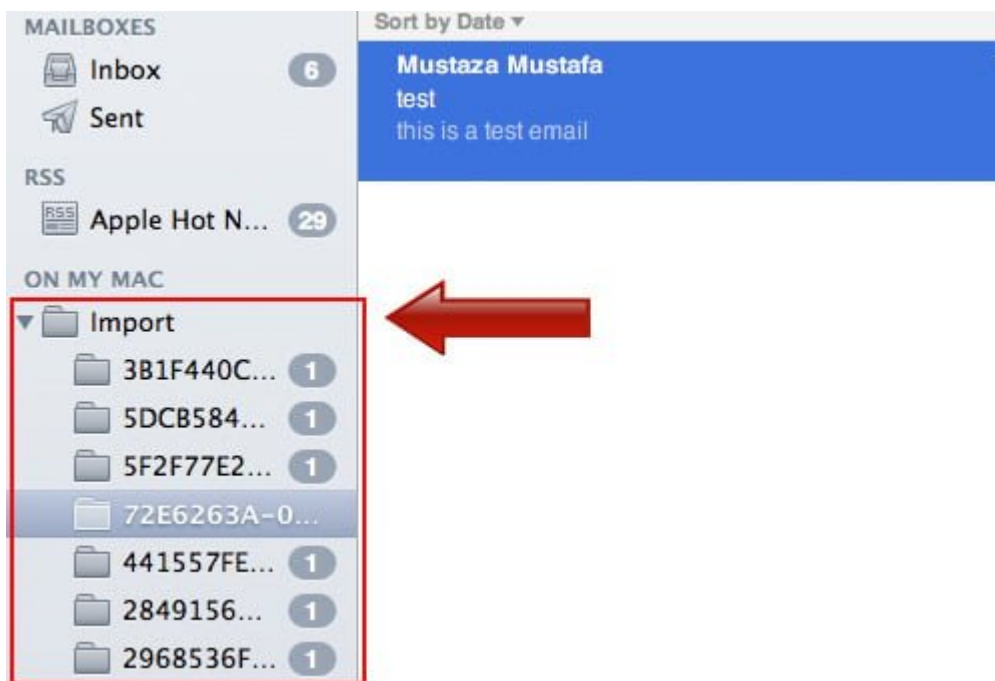 MAILBOXES
Inbox 6
Sent
RSS
RSS
Apple Hot N... 29
ON MY MAC
Import
3B1F440C... 1
5DCB584... 1
5F2F77E2... 1
72E6263A-0...
441557FE... 1
2849156... 1
2968536F... 1
Sort by Date ▾
Mustaza Mustafa
test
this is a test email